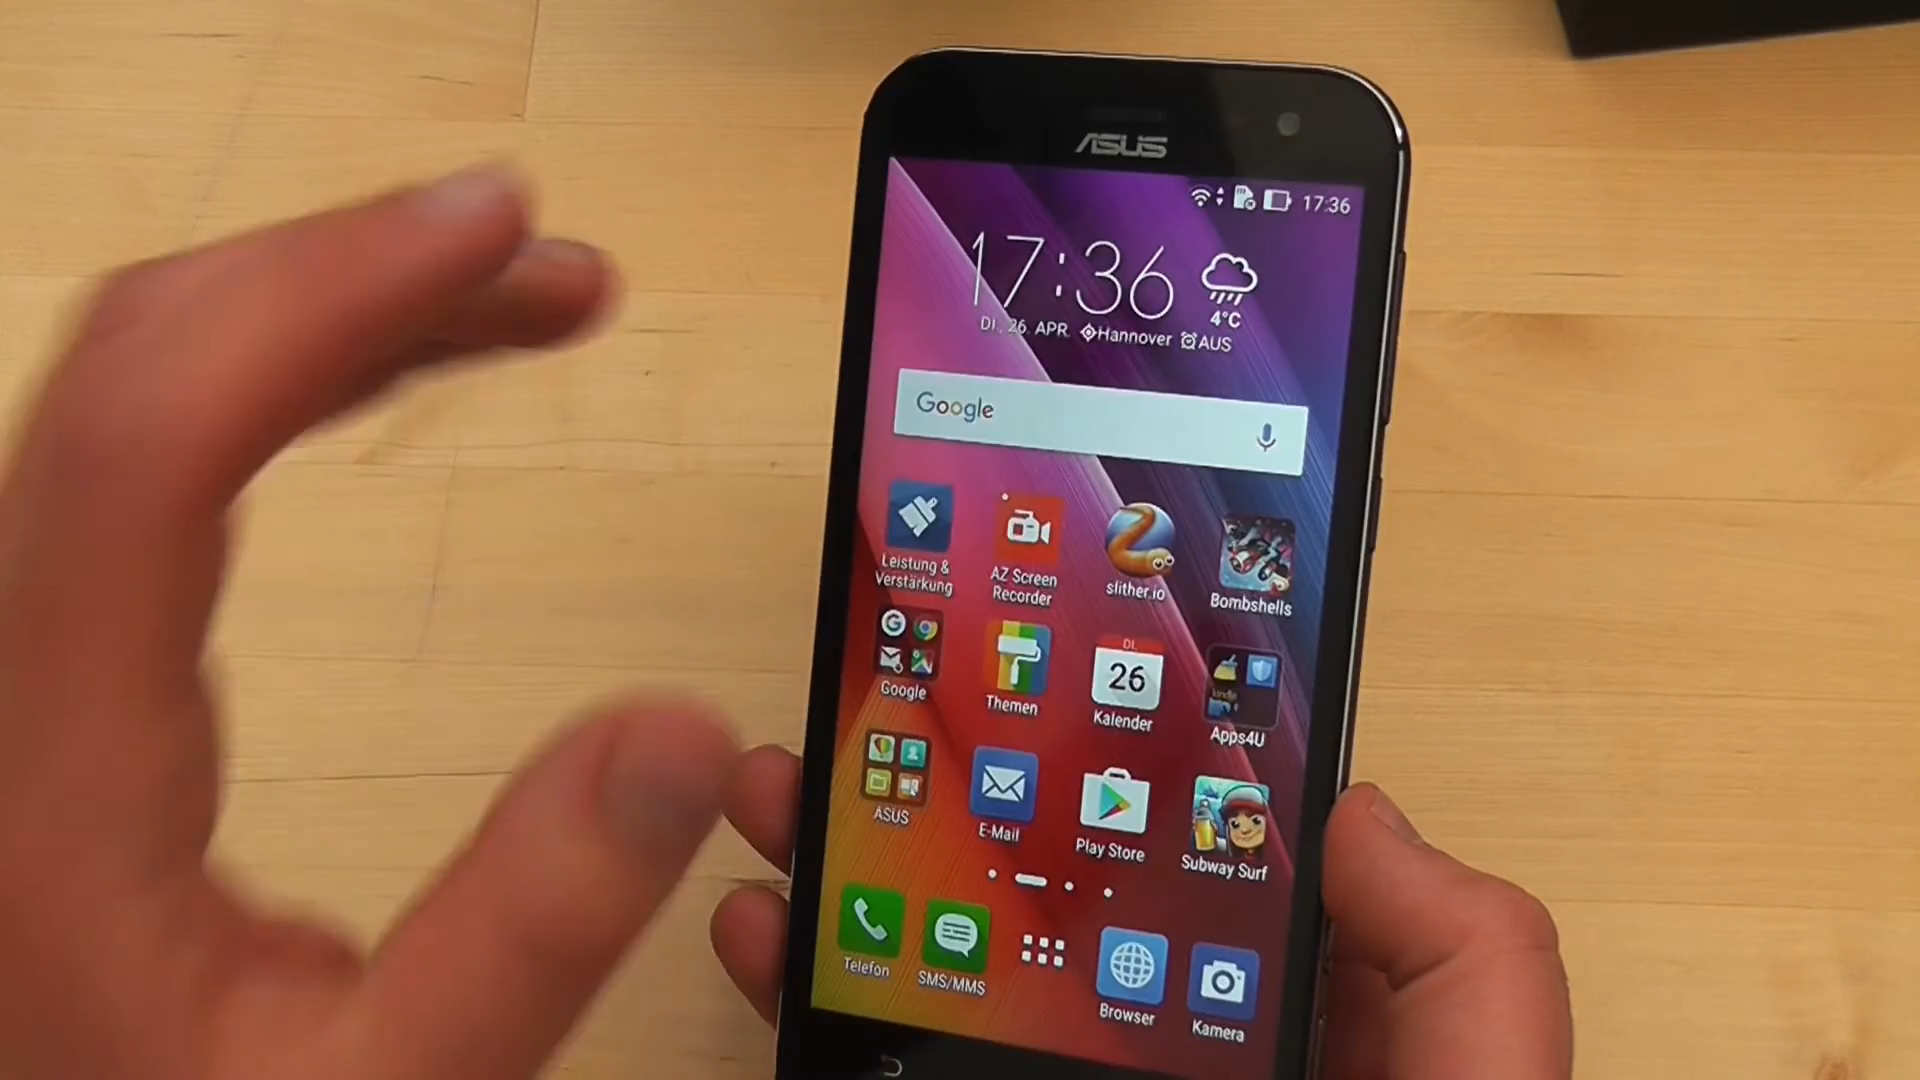 ASUS
17:36
17:36
4°C
DI., 26. APR. Hannover AUS
Google
Leistung &
Verstärkung
AZ Screen
Recorder
slither.io
Bombshells
Google
Themen
DI.
26
Kalender
kindle
Apps4U
ASUS
E-Mail
Play Store
Subway Surf
Telefon
SMS/MMS
Browser
Kamera